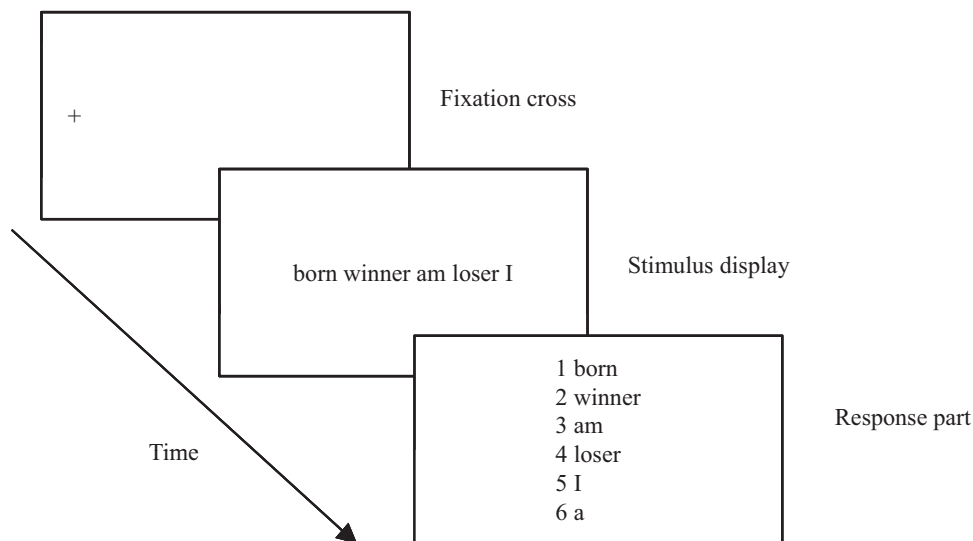 +
Fixation cross
born winner am loser I
Stimulus display
1 born
2 winner
3 am
4 loser
5 I
6 a
Response part
Time